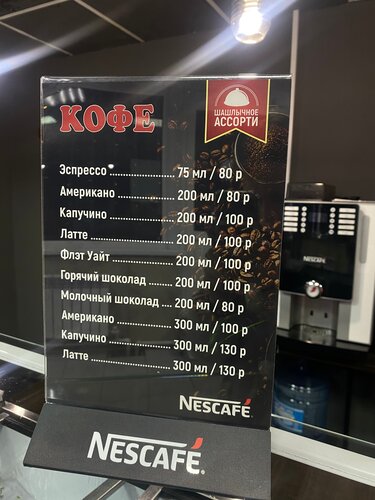 ШАШЛЫЧНОЕ
АССОРТИ
КОФЕ
Эспрессо ................ 75 мл / 80 р
Американо ............. 200 мл / 80 р
Капучино ............... 200 мл / 100 р
Латте .................... 200 мл / 100 р
Флэт Уайт .............. 200 мл / 100 р
Горячий шоколад ...... 200 мл / 100 р
Молочный шоколад .... 200 мл / 80 р
Американо ............. 300 мл / 100 р
Капучино ............... 300 мл / 130 р
Латте .................... 300 мл / 130 р
NESCAFÉ
NESCAFÉ®
NESCAFÉ